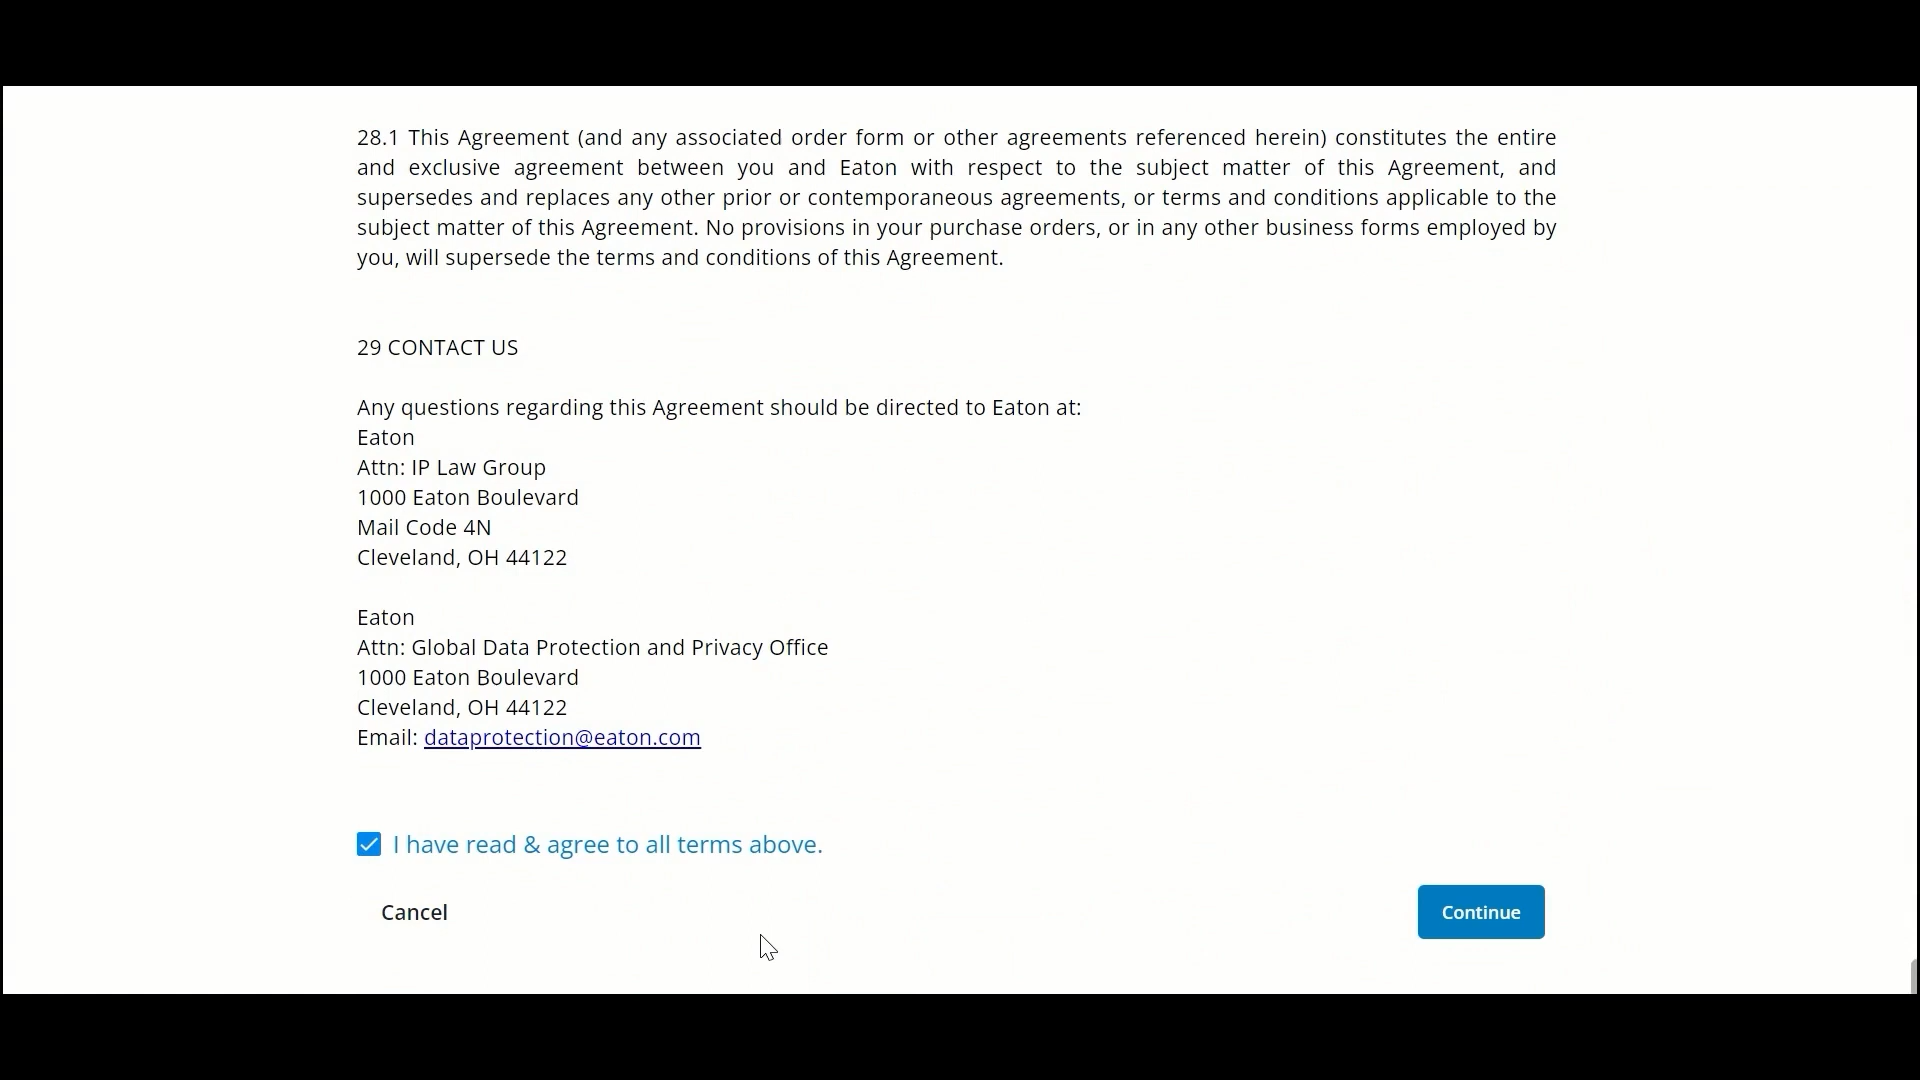 28.1 This Agreement (and any associated order form or other agreements referenced herein) constitutes the entire
and exclusive agreement between you and Eaton with respect to the subject matter of this Agreement, and
supersedes and replaces any other prior or contemporaneous agreements, or terms and conditions applicable to the
subject matter of this Agreement. No provisions in your purchase orders, or in any other business forms employed by
you, will supersede the terms and conditions of this Agreement.
29 CONTACT US
Any questions regarding this Agreement should be directed to Eaton at:
Eaton
Attn: IP Law Group
1000 Eaton Boulevard
Mail Code 4N
Cleveland, OH 44122
Eaton
Attn: Global Data Protection and Privacy Office
1000 Eaton Boulevard
Cleveland, OH 44122
Email: dataprotection@eaton.com
I have read & agree to all terms above.
Cancel
Continue